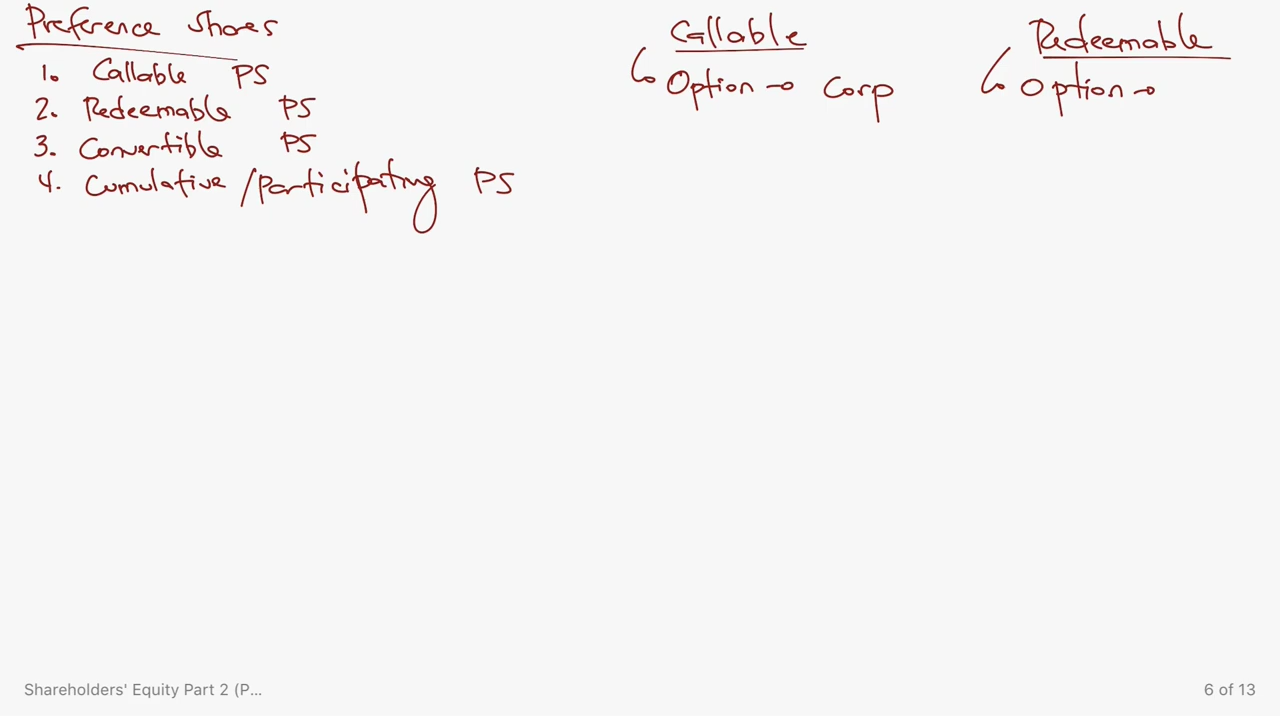 Preference Shares
1. Callable PS
2. Redeemable PS
3. Convertible PS
4. Cumulative / Participating PS
Callable
↳ Option → Corp
Redeemable
↳ Option →
Shareholders' Equity Part 2 (P...
6 of 13